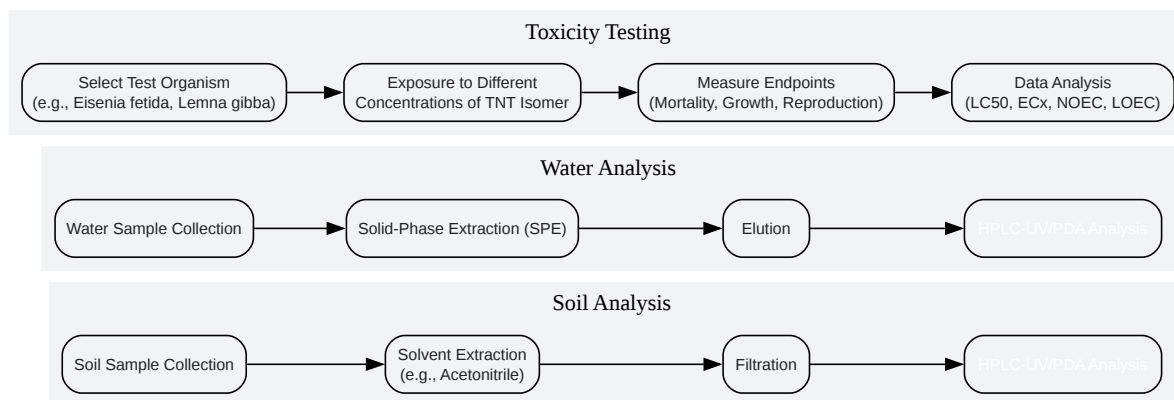 Toxicity Testing
Select Test Organism
(e.g., Eisenia fetida, Lemna gibba)
Exposure to Different
Concentrations of TNT Isomer
Measure Endpoints
(Mortality, Growth, Reproduction)
Data Analysis
(LC50, ECx, NOEC, LOEC)
Water Analysis
Water Sample Collection
Solid-Phase Extraction (SPE)
Elution
HPLC-UV/PDA Analysis
Soil Analysis
Soil Sample Collection
Solvent Extraction
(e.g., Acetonitrile)
Filtration
HPLC-UV/PDA Analysis